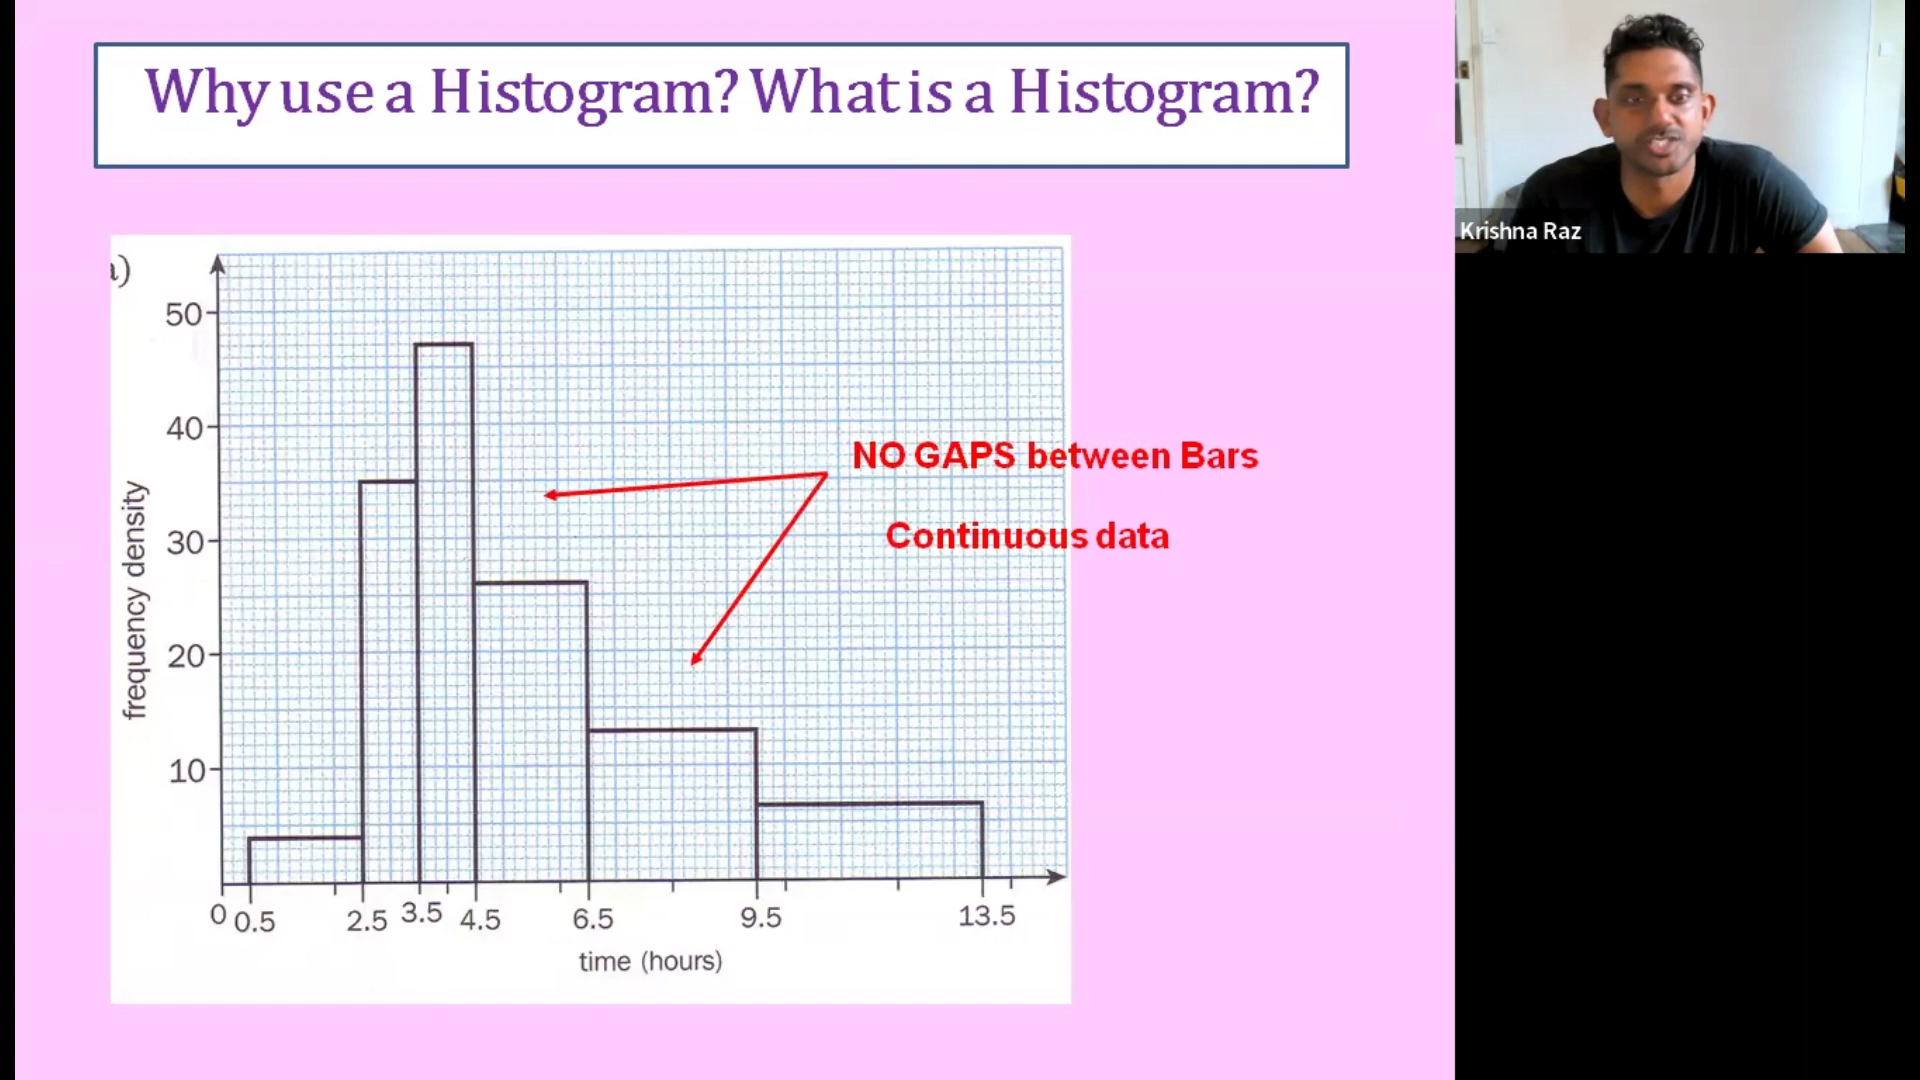 Why use a Histogram? What is a Histogram?
Krishna Raz
a)
50
40
30
20
10
frequency density
NO GAPS between Bars
Continuous data
0 0.5 2.5 3.5 4.5 6.5 9.5 13.5
time (hours)